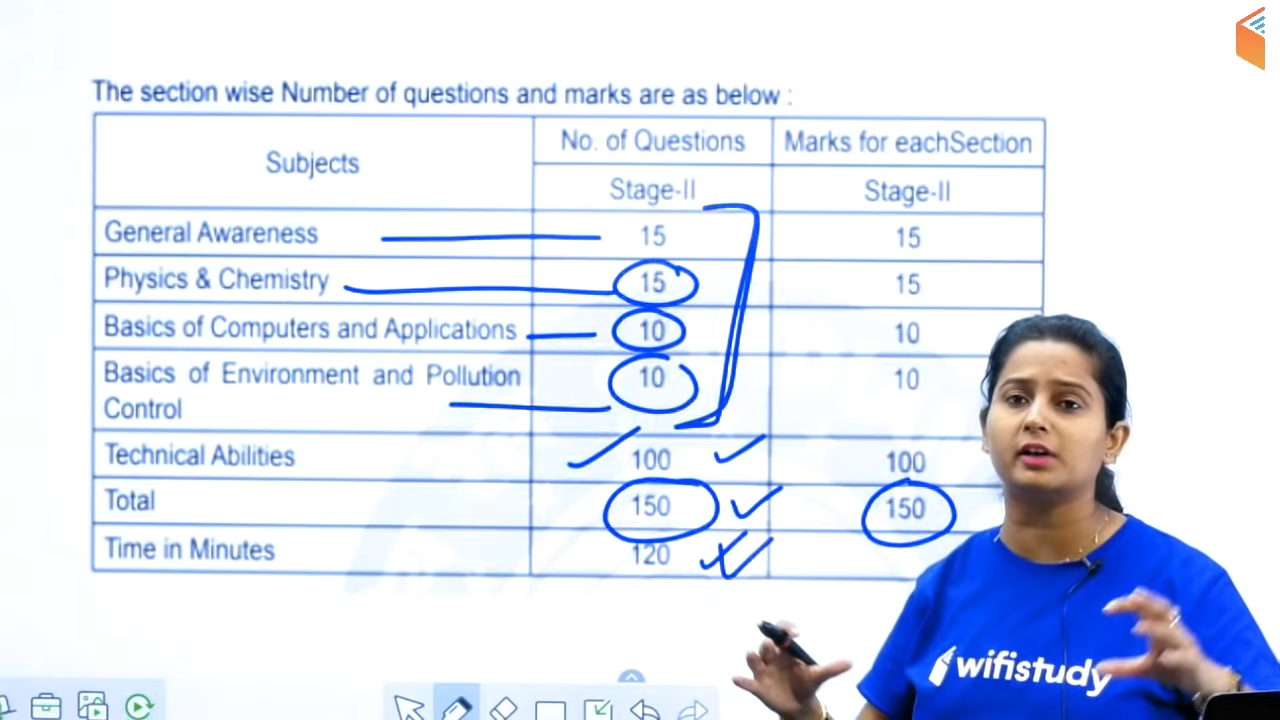 The section wise Number of questions and marks are as below :
Subjects
No. of Questions
Marks for eachSection
Stage-II
Stage-II
General Awareness 15 15
Physics & Chemistry 15 15
Basics of Computers and Applications 10 10
Basics of Environment and Pollution
Control
10 10
Technical Abilities 100 100
Total 150 150
Time in Minutes 120
wifistudy